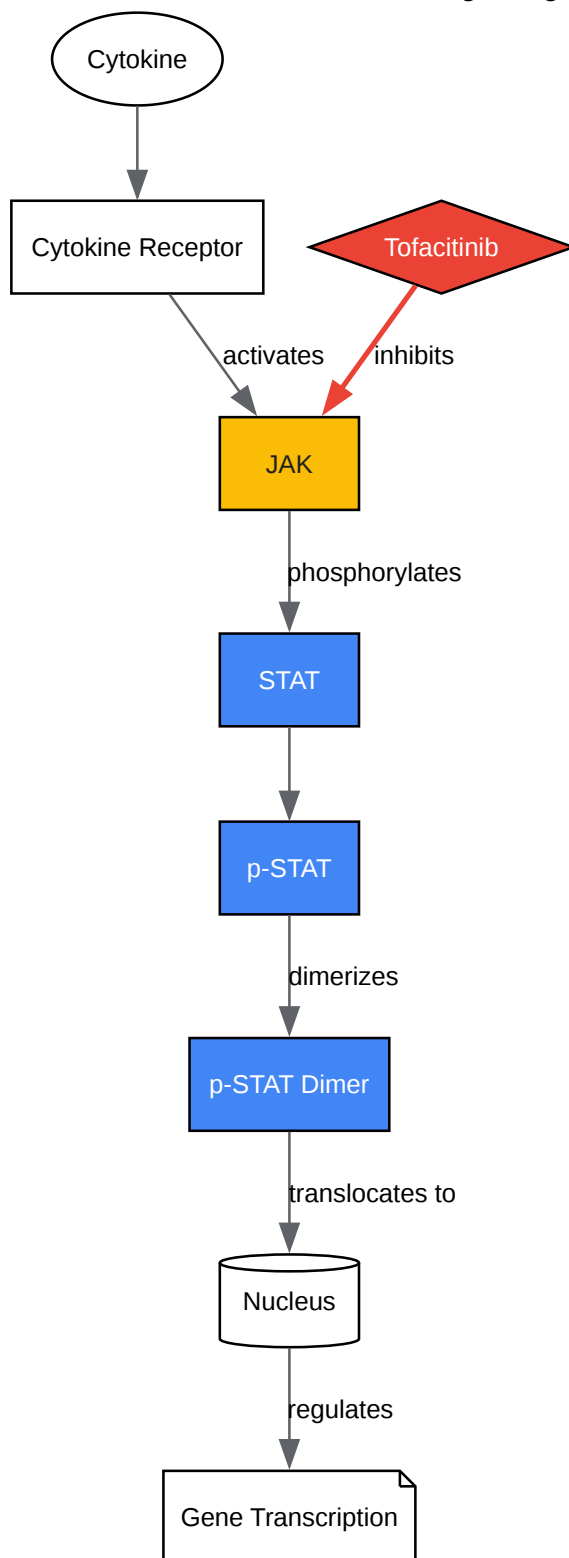 Cytokine
Cytokine Receptor
Tofacitinib
activates
inhibits
JAK
phosphorylates
STAT
p-STAT
dimerizes
p-STAT Dimer
translocates to
Nucleus
regulates
Gene Transcription